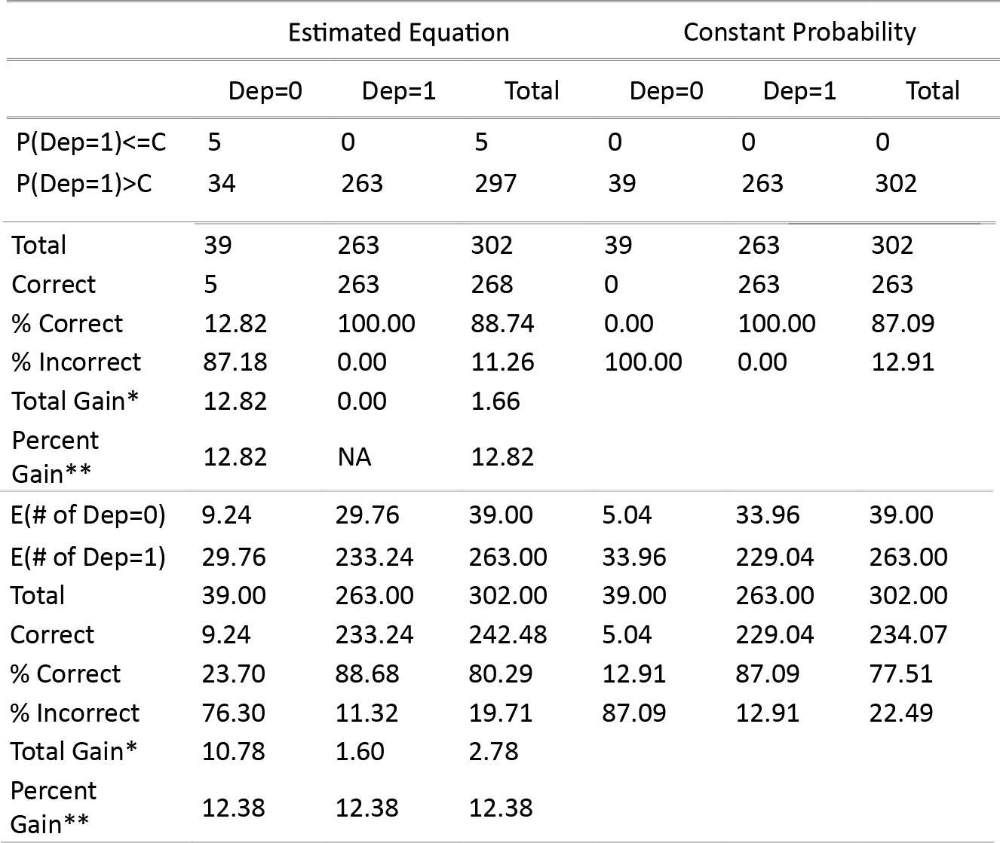 Estimated Equation Constant Probability
Dep=0 Dep=1 Total Dep=0 Dep=1 Total
P(Dep=1)<=C 5 0 5 0 0 0
P(Dep=1)>C 34 263 297 39 263 302
Total 39 263 302 39 263 302
Correct 5 263 268 0 263 263
% Correct 12.82 100.00 88.74 0.00 100.00 87.09
% Incorrect 87.18 0.00 11.26 100.00 0.00 12.91
Total Gain* 12.82 0.00 1.66
Percent
Gain** 12.82 NA 12.82
E(# of Dep=0) 9.24 29.76 39.00 5.04 33.96 39.00
E(# of Dep=1) 29.76 233.24 263.00 33.96 229.04 263.00
Total 39.00 263.00 302.00 39.00 263.00 302.00
Correct 9.24 233.24 242.48 5.04 229.04 234.07
% Correct 23.70 88.68 80.29 12.91 87.09 77.51
% Incorrect 76.30 11.32 19.71 87.09 12.91 22.49
Total Gain* 10.78 1.60 2.78
Percent
Gain** 12.38 12.38 12.38